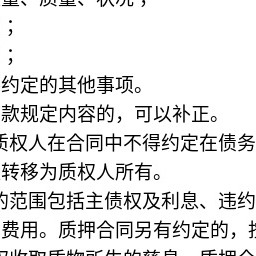 量、质量、状况；
；
；
约定的其他事项。
款规定内容的，可以补正。
质权人在合同中不得约定在债务
转移为质权人所有。
的范围包括主债权及利息、违约
费用。质押合同另有约定的，按